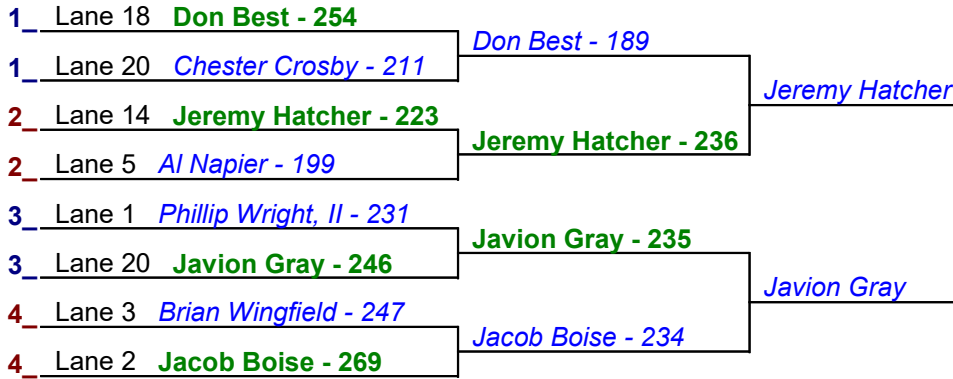 1_ Lane 18 Don Best - 254
1_ Lane 20 Chester Crosby - 211
2_ Lane 14 Jeremy Hatcher - 223
2_ Lane 5 Al Napier - 199
3_ Lane 1 Phillip Wright, II - 231
3_ Lane 20 Javion Gray - 246
4_ Lane 3 Brian Wingfield - 247
4_ Lane 2 Jacob Boise - 269
Don Best - 189
Jeremy Hatcher - 236
Javion Gray - 235
Jacob Boise - 234
Jeremy Hatcher
Javion Gray